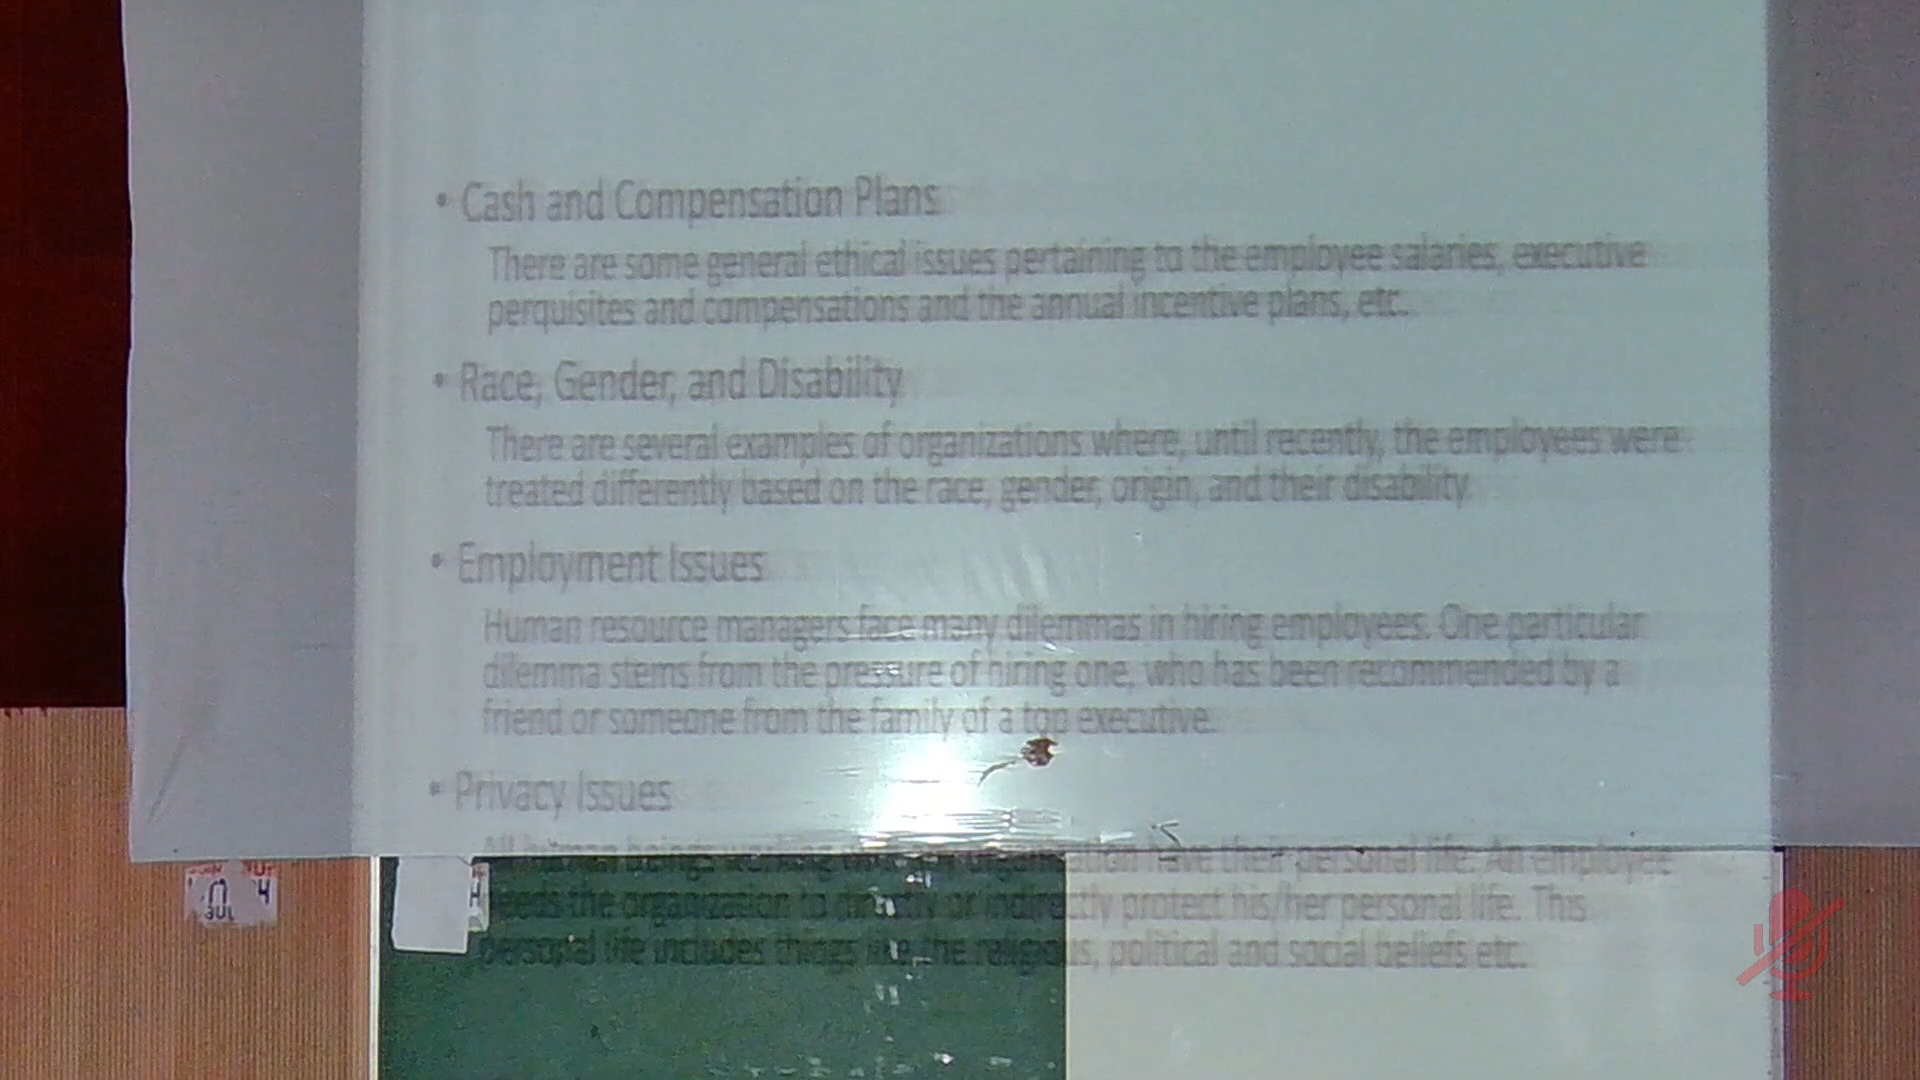 • Cash and Compensation Plans
There are some general ethical issues pertaining to the employee salaries, executive
perquisites and compensations and the annual incentive plans, etc.
• Race, Gender, and Disability
There are several examples of organizations where, until recently, the employees were
treated differently based on the race, gender, origin, and their disability
• Employment Issues
Human resource managers face many dilemmas in hiring employees. One particular
dilemma stems from the pressure of hiring one, who has been recommended by a
friend or someone from the family of a top executive.
• Privacy Issues
All human beings working have their personal life. An employee
needs the organization to directly or indirectly protect his/her personal life. This
personal life includes things like the religious, political and social beliefs etc.